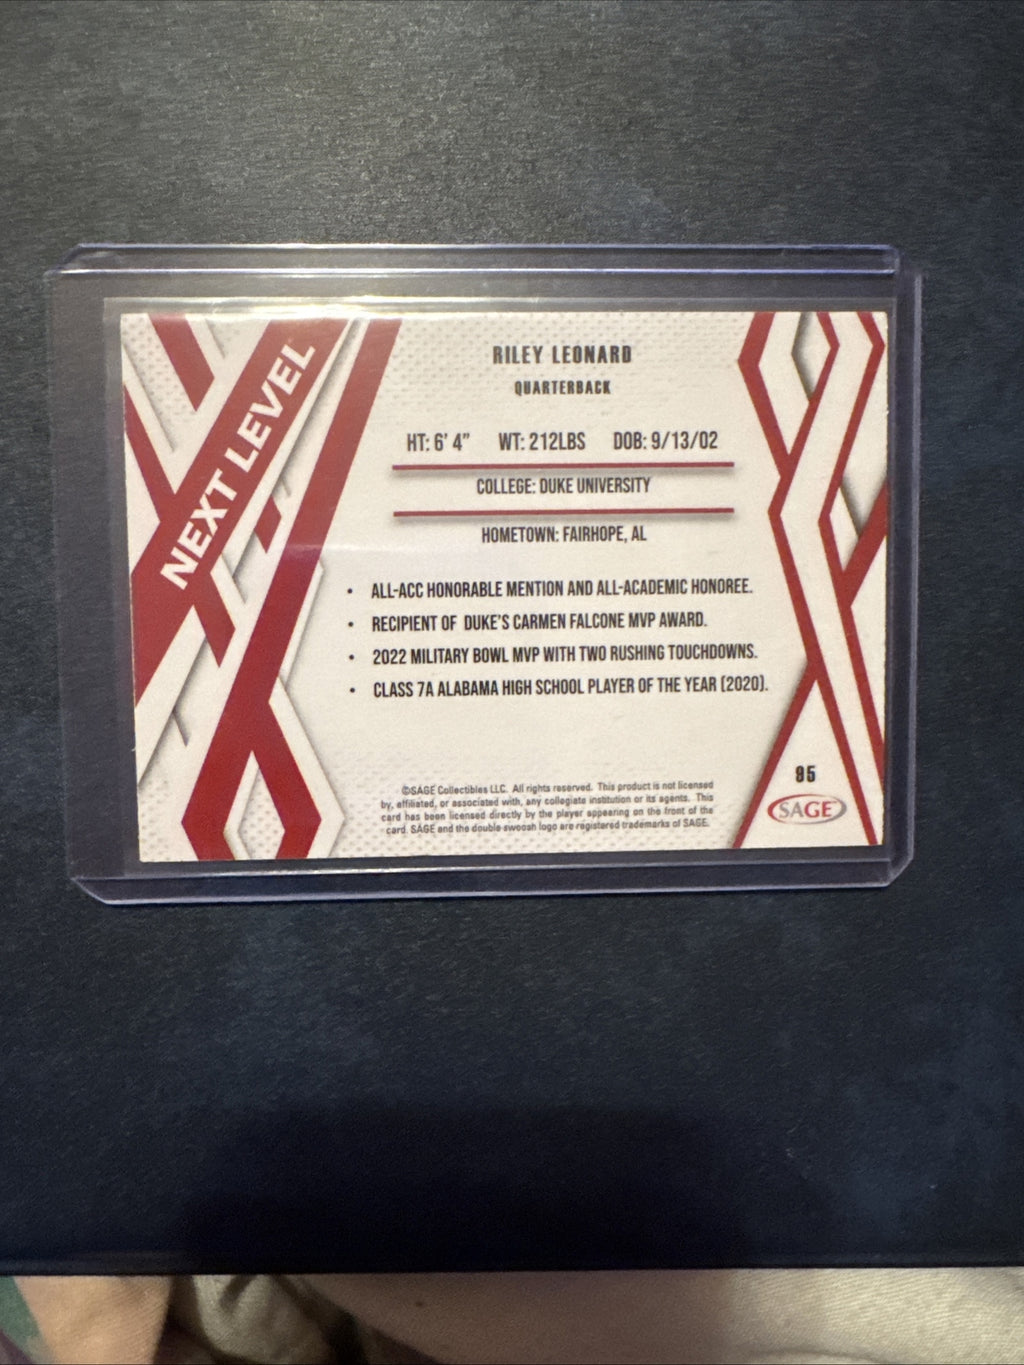 NEXT LEVEL
RILEY LEONARD
QUARTERBACK
HT: 6' 4" WT: 212LBS DOB: 9/13/02
COLLEGE: DUKE UNIVERSITY
HOMETOWN: FAIRHOPE, AL
• ALL-ACC HONORABLE MENTION AND ALL-ACADEMIC HONOREE.
• RECIPIENT OF DUKE'S CARMEN FALCONE MVP AWARD.
• 2022 MILITARY BOWL MVP WITH TWO RUSHING TOUCHDOWNS.
• CLASS 7A ALABAMA HIGH SCHOOL PLAYER OF THE YEAR (2020).
©SAGE Collectibles LLC. All rights reserved. This product is not licensed
by, affiliated, or associated with, any collegiate institution or its agents. This
card has been licensed directly by the player appearing on the front of the
card. SAGE and the double swoosh logo are registered trademarks of SAGE.
95
SAGE